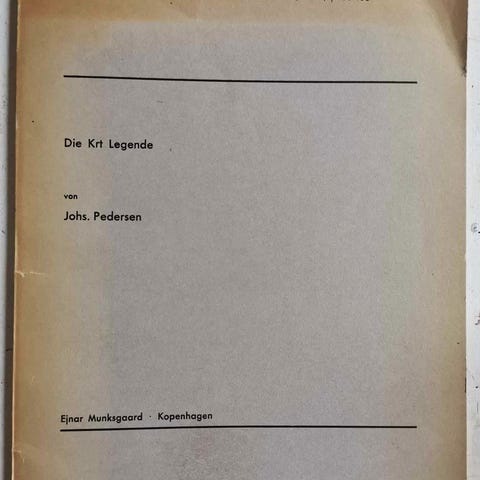 Die Krt Legende
von
Johs. Pedersen
Ejnar Munksgaard · Kopenhagen